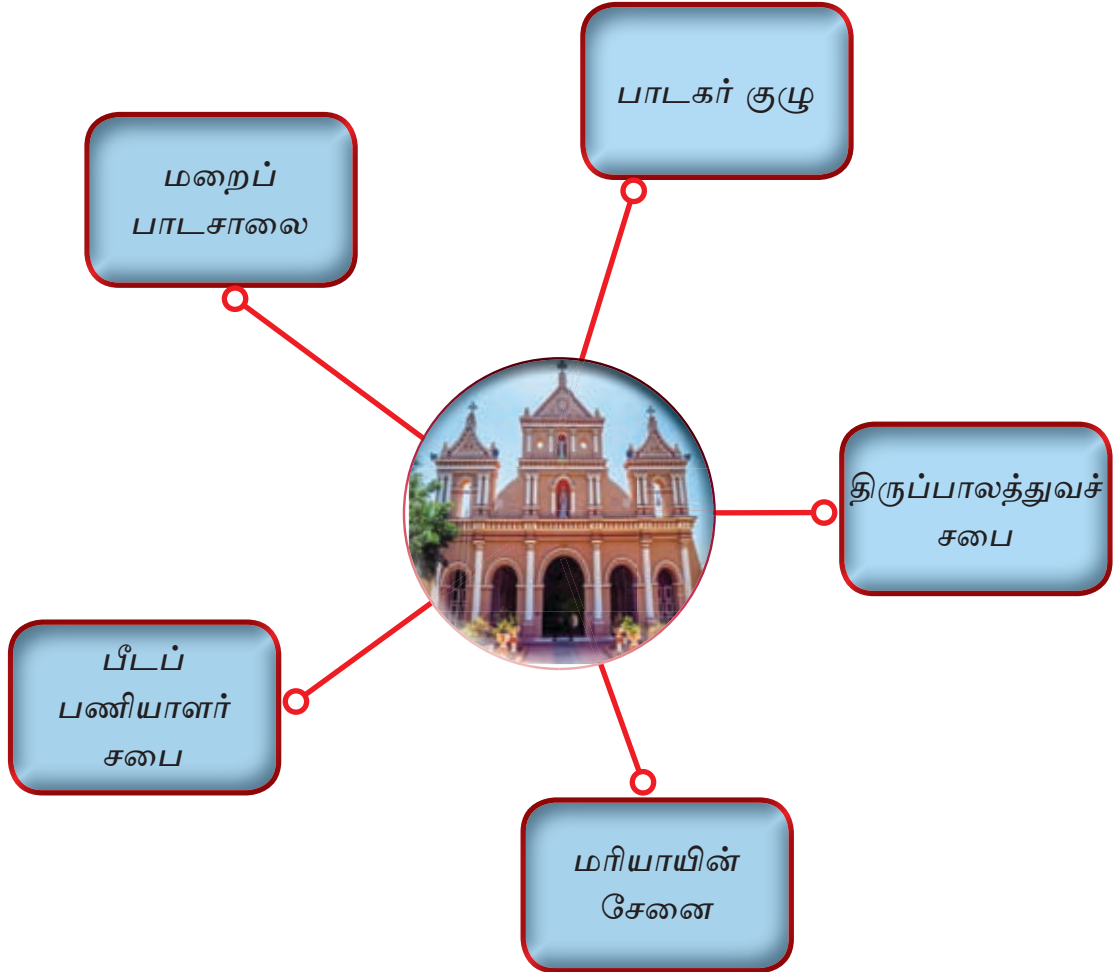 பாடகர் குழு
மறைப்
பாடசாலை
திருப்பாலத்துவச்
சபை
பீடப்
பணியாளர்
சபை
மரியாயின்
சேனை